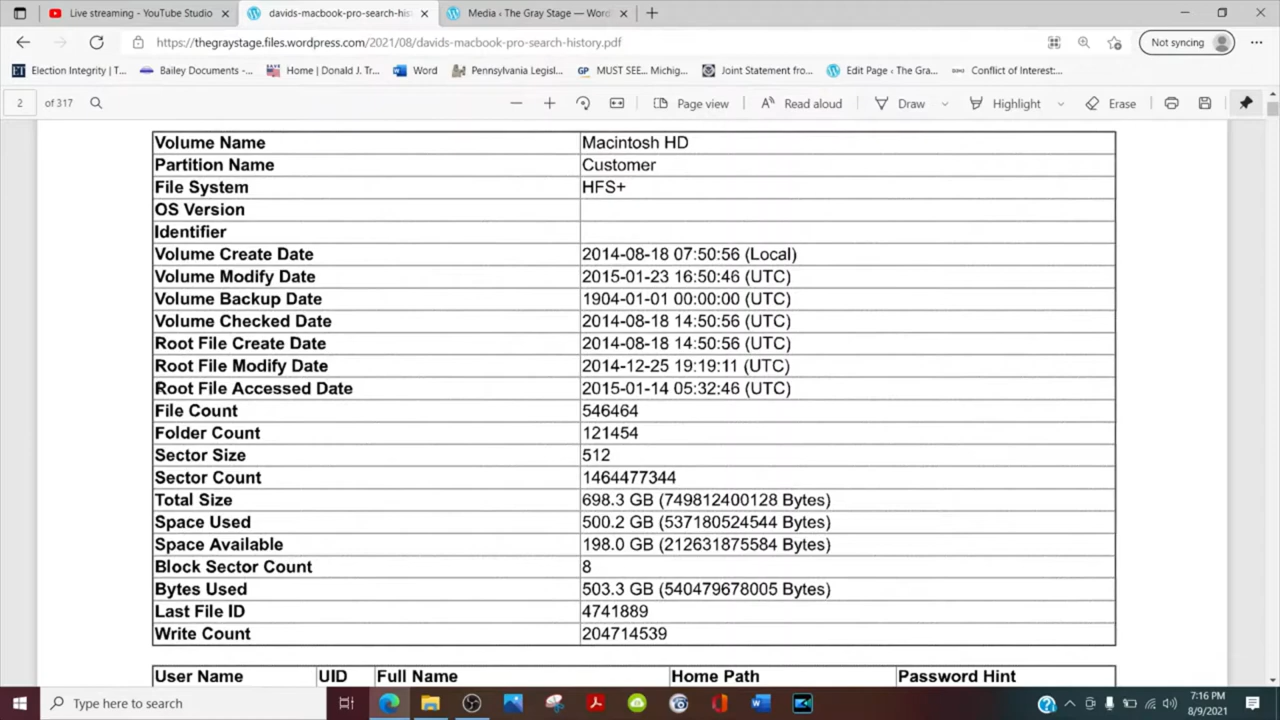 Live streaming - YouTube Studio davids-macbook-pro-search-his Media ‹ The Gray Stage — Word
https://thegraystage.files.wordpress.com/2021/08/davids-macbook-pro-search-history.pdf Not syncing
Election Integrity | T... Bailey Documents -... Home | Donald J. Tr... Word Pennsylvania Legisl... MUST SEE... Michig... Joint Statement fro... Edit Page ‹ The Gra... Conflict of Interest:...
2 of 317 Page view Read aloud Draw Highlight Erase
Volume Name Macintosh HD
Partition Name Customer
File System HFS+
OS Version
Identifier
Volume Create Date 2014-08-18 07:50:56 (Local)
Volume Modify Date 2015-01-23 16:50:46 (UTC)
Volume Backup Date 1904-01-01 00:00:00 (UTC)
Volume Checked Date 2014-08-18 14:50:56 (UTC)
Root File Create Date 2014-08-18 14:50:56 (UTC)
Root File Modify Date 2014-12-25 19:19:11 (UTC)
Root File Accessed Date 2015-01-14 05:32:46 (UTC)
File Count 546464
Folder Count 121454
Sector Size 512
Sector Count 1464477344
Total Size 698.3 GB (749812400128 Bytes)
Space Used 500.2 GB (537180524544 Bytes)
Space Available 198.0 GB (212631875584 Bytes)
Block Sector Count 8
Bytes Used 503.3 GB (540479678005 Bytes)
Last File ID 4741889
Write Count 204714539
User Name UID Full Name Home Path Password Hint
Type here to search 7:16 PM
8/9/2021